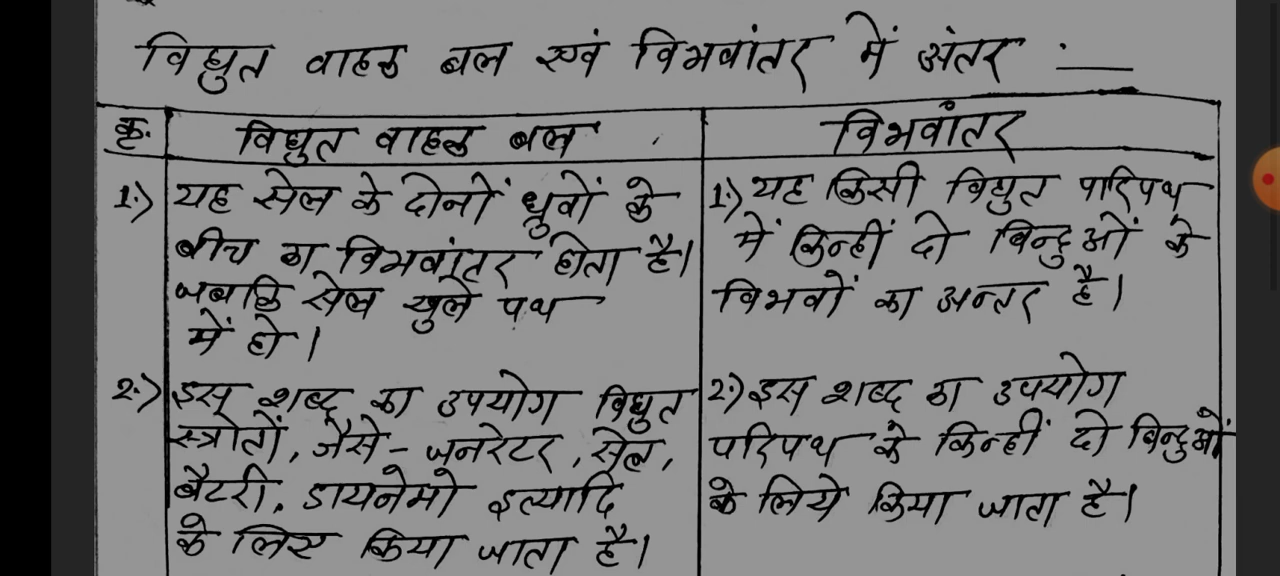 विद्युत वाहक बल एवं विभवांतर में अंतर :—
कृ. विद्युत वाहक बल विभवांतर
1.) यह सेल के दोनों ध्रुवों के
बीच का विभवांतर होता है।
जबकि सेल खुले पथ
में हो।
1.) यह किसी विद्युत परिपथ
में किन्हीं दो बिन्दुओं के
विभवों का अन्तर है।
2.) इस शब्द का उपयोग विद्युत
स्त्रोतों, जैसे - जनरेटर, सेल,
बैटरी, डायनेमो इत्यादि
के लिए किया जाता है।
2.) इस शब्द का उपयोग
परिपथ के किन्हीं दो बिन्दुओं
के लिये किया जाता है।